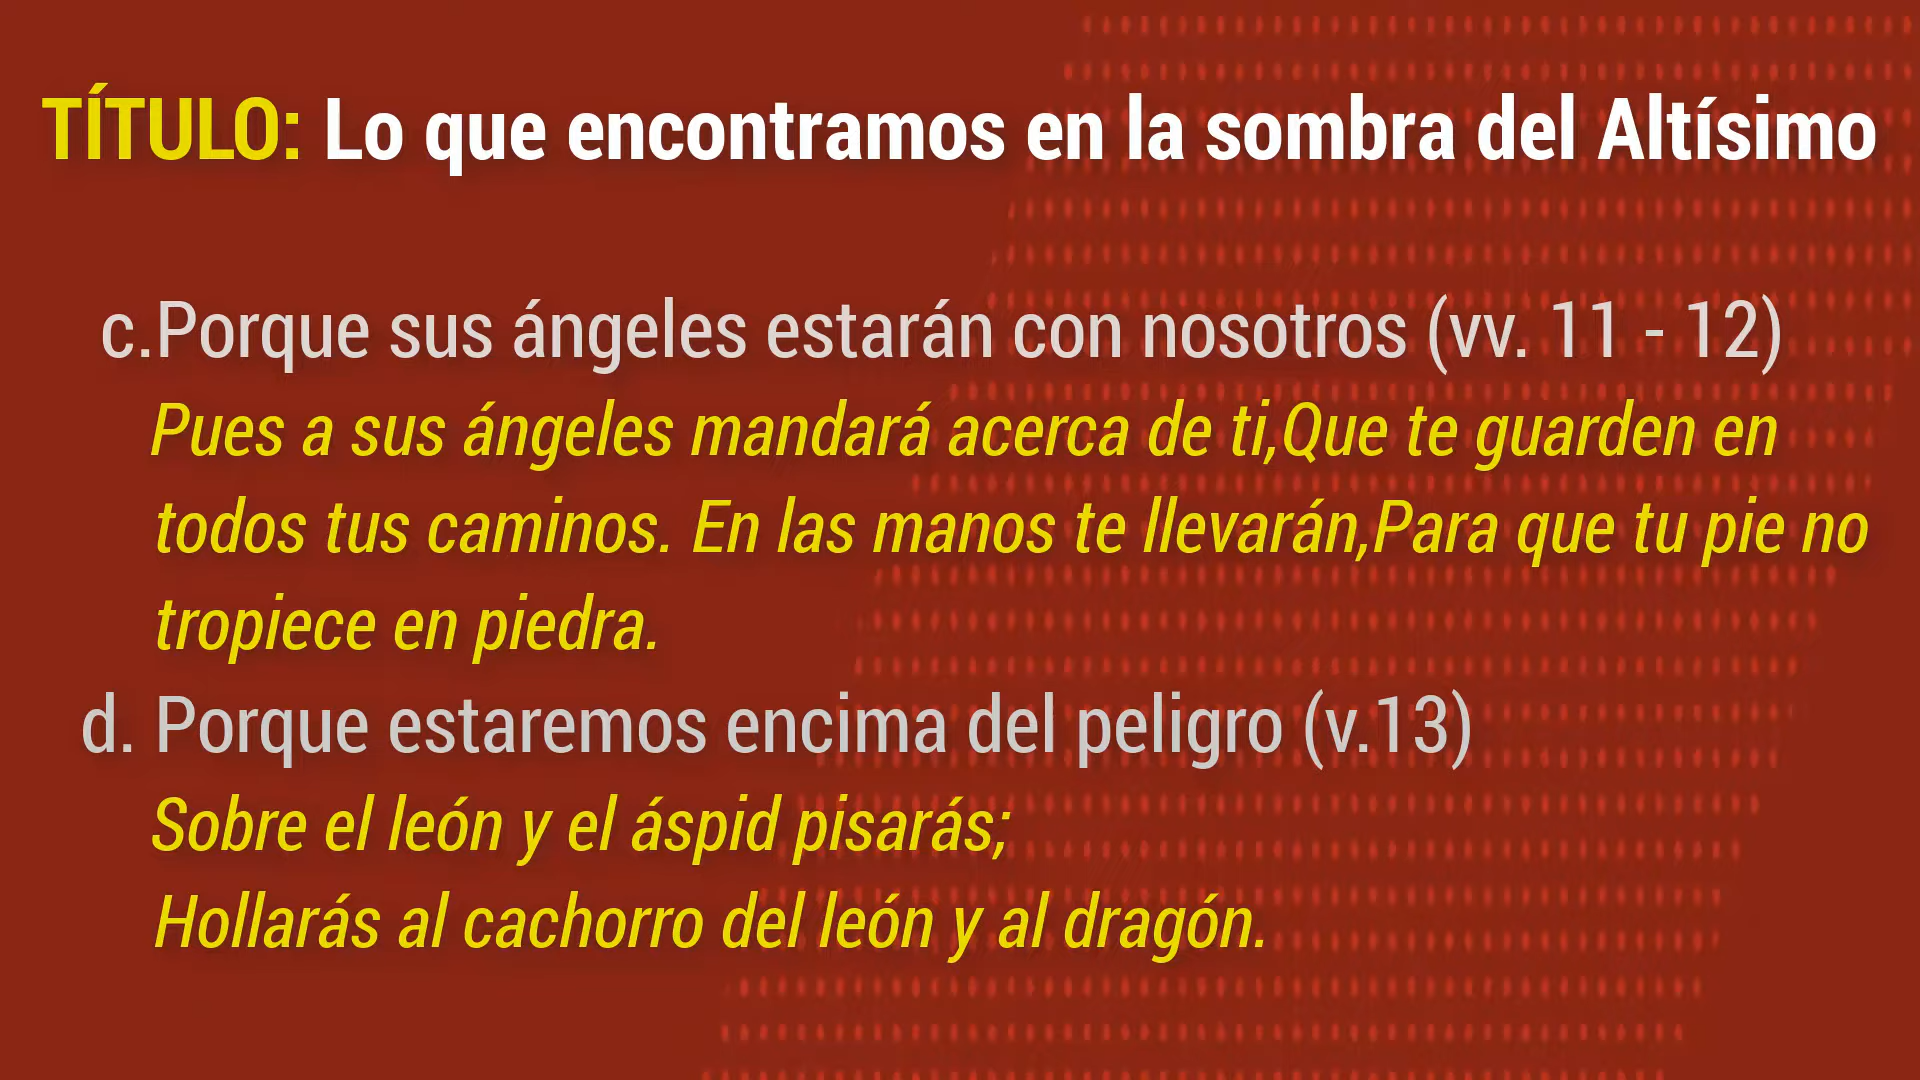 TÍTULO: Lo que encontramos en la sombra del Altísimo
c.Porque sus ángeles estarán con nosotros (vv. 11 - 12)
Pues a sus ángeles mandará acerca de ti,Que te guarden en
todos tus caminos. En las manos te llevarán,Para que tu pie no
tropiece en piedra.
d. Porque estaremos encima del peligro (v.13)
Sobre el león y el áspid pisarás;
Hollarás al cachorro del león y al dragón.